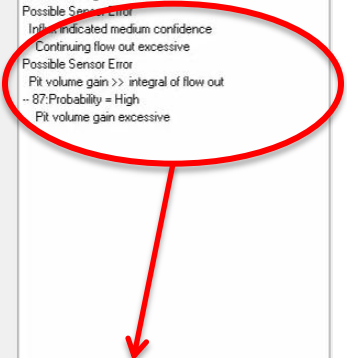 Possible Sensor Error
Influx indicated medium confidence
Continuing flow out excessive
Possible Sensor Error
Pit volume gain >> integral of flow out
-- 87:Probability = High
Pit volume gain excessive